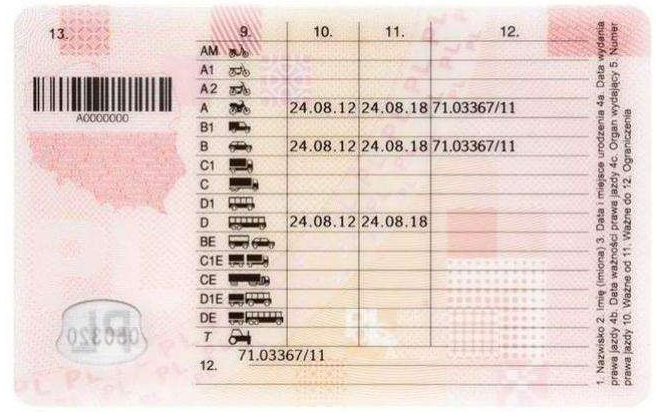 13.
9. 10. 11. 12.
AM
A1
A2
A 24.08.12 24.08.18 71.03367/11
B1
B 24.08.12 24.08.18 71.03367/11
C1
C
D1
D 24.08.12 24.08.18
BE
C1E
CE
D1E
DE
T
12. 71.03367/11
A0000000
PL
050320
1. Nazwisko 2. Imię (imiona) 3. Data i miejsce urodzenia 4a. Data wydania
prawa jazdy 4b. Data ważności prawa jazdy 4c. Organ wydający 5. Numer
prawa jazdy 10. Ważne od 11. Ważne do 12. Ograniczenia